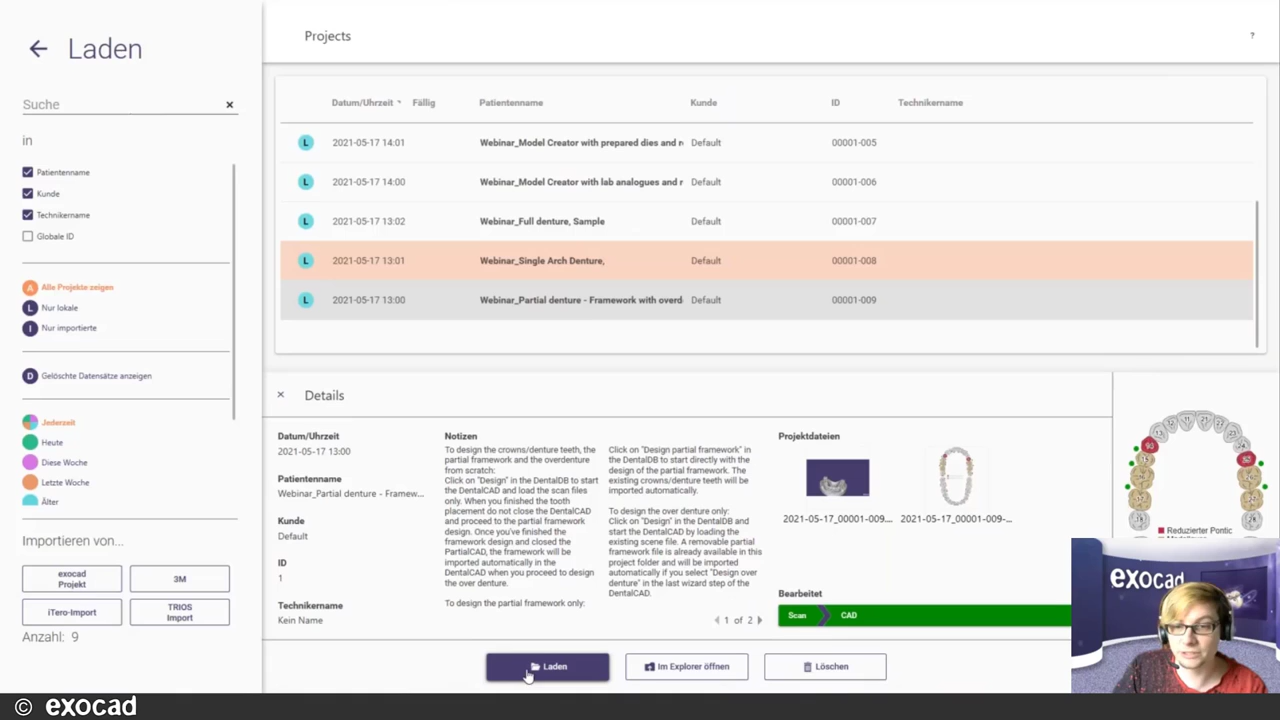 Laden
Projects
?
Suche
×
in
Patientenname
Kunde
Technikername
Globale ID
A Alle Projekte zeigen
L Nur lokale
I Nur importierte
D Gelöschte Datensätze anzeigen
Jederzeit
Heute
Diese Woche
Letzte Woche
Älter
Importieren von...
exocad
Projekt
3M
iTero-Import
TRIOS
Import
Anzahl: 9
Datum/Uhrzeit Fällig Patientenname Kunde ID Technikername
L 2021-05-17 14:01 Webinar_Model Creator with prepared dies and r Default 00001-005
L 2021-05-17 14:00 Webinar_Model Creator with lab analogues and r Default 00001-006
L 2021-05-17 13:02 Webinar_Full denture, Sample Default 00001-007
L 2021-05-17 13:01 Webinar_Single Arch Denture, Default 00001-008
L 2021-05-17 13:00 Webinar_Partial denture - Framework with overd Default 00001-009
× Details
Datum/Uhrzeit
2021-05-17 13:00
Patientenname
Webinar_Partial denture - Framew...
Kunde
Default
ID
1
Technikername
Kein Name
Notizen
To design the crowns/denture teeth, the
partial framework and the overdenture
from scratch:
Click on "Design" in the DentalDB to start
the DentalCAD and load the scan files
only. When you finished the tooth
placement do not close the DentalCAD
and proceed to the partial framework
design. Once you've finished the
framework design and closed the
PartialCAD, the framework will be
imported automatically in the
DentalCAD when you proceed to design
the over denture.
To design the partial framework only:
Click on "Design partial framework" in
the DentalDB to start directly with the
design of the partial framework. The
existing crowns/denture teeth will be
imported automatically.
To design the over denture only:
Click on "Design" in the DentalDB and
start the DentalCAD by loading the
existing scene file. A removable partial
framework file is already available in this
project folder and will be imported
automatically if you select "Design over
denture" in the last wizard step of the
DentalCAD.
1 of 2
Projektdateien
2021-05-17_00001-009....
2021-05-17_00001-009-...
Bearbeitet
Scan CAD
Reduzierter Pontic
Laden
Im Explorer öffnen
Löschen
exocad
© exocad